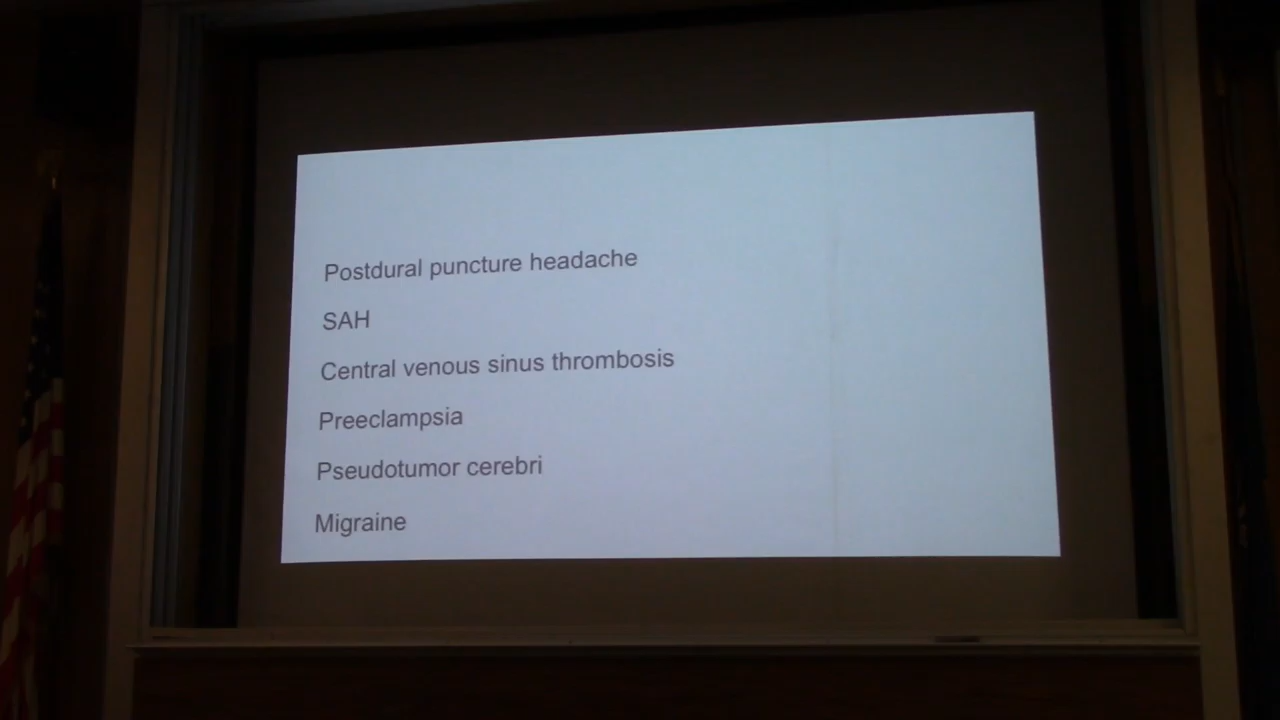 Postdural puncture headache
SAH
Central venous sinus thrombosis
Preeclampsia
Pseudotumor cerebri
Migraine